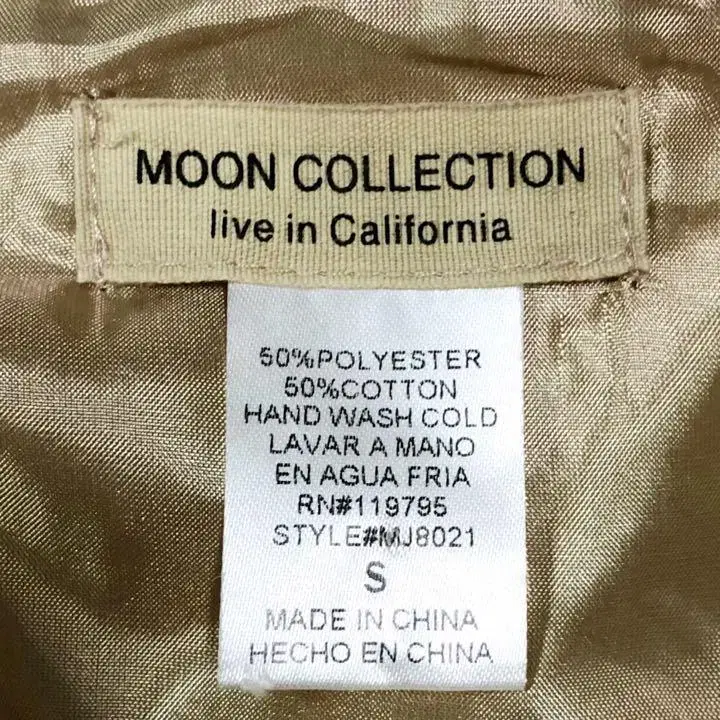 MOON COLLECTION
live in California
50%POLYESTER
50%COTTON
HAND WASH COLD
LAVAR A MANO
EN AGUA FRIA
RN#119795
STYLE#MJ8021
S
MADE IN CHINA
HECHO EN CHINA